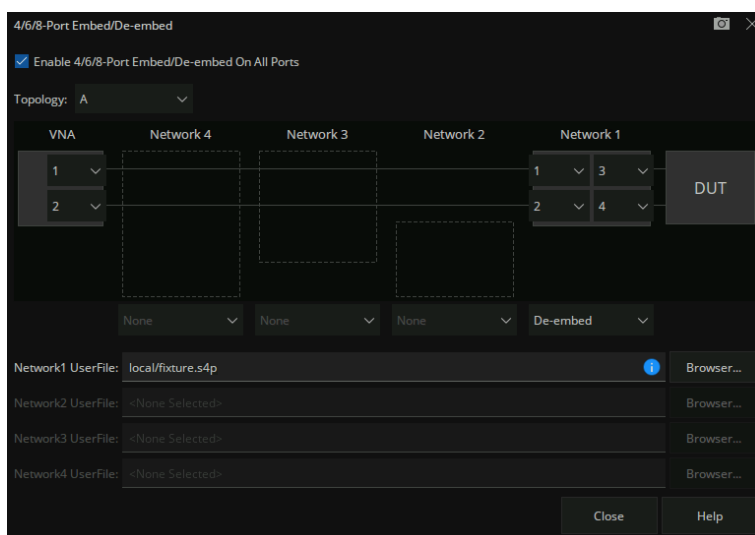 4/6/8-Port Embed/De-embed
Enable 4/6/8-Port Embed/De-embed On All Ports
Topology: A
VNA Network 4 Network 3 Network 2 Network 1
1 1 3
DUT
2 2 4
None None None De-embed
Network1 UserFile: local/fixture.s4p i Browser...
Network2 UserFile: <None Selected> Browser...
Network3 UserFile: <None Selected> Browser...
Network4 UserFile: <None Selected> Browser...
Close Help